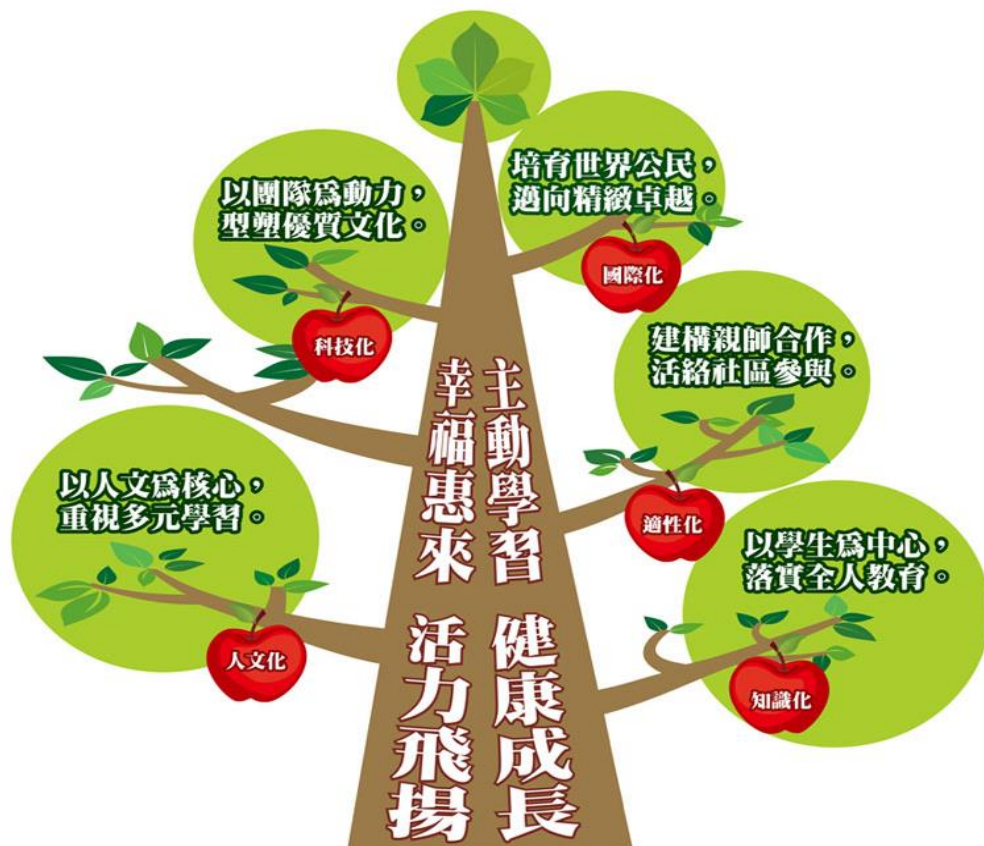 培育世界公民，
邁向精緻卓越。
國際化
以團隊爲動力，
型塑優質文化。
科技化
建構親師合作，
活絡社區參與。
適性化
以人文爲核心，
重視多元學習。
人文化
以學生爲中心，
落實全人教育。
知識化
主動學習 健康成長
幸福惠來 活力飛揚